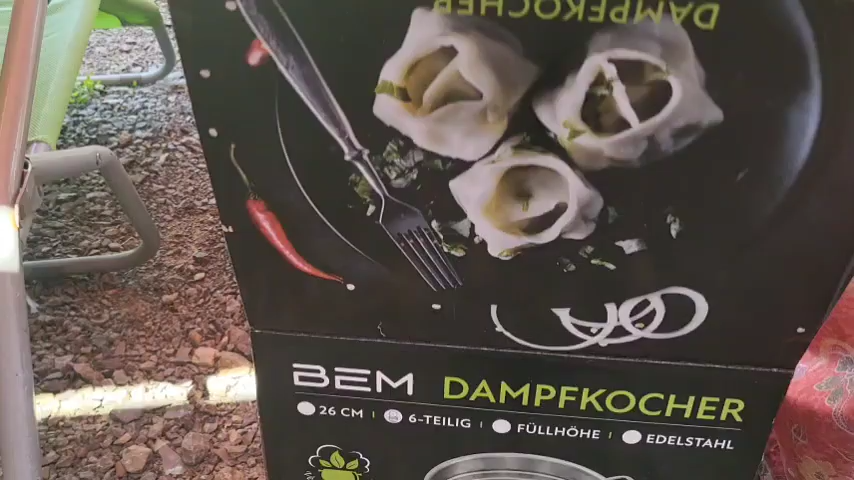 DAMPFKOCHER
BEM DAMPFKOCHER
26 CM | 6-TEILIG | FÜLLHÖHE | EDELSTAHL